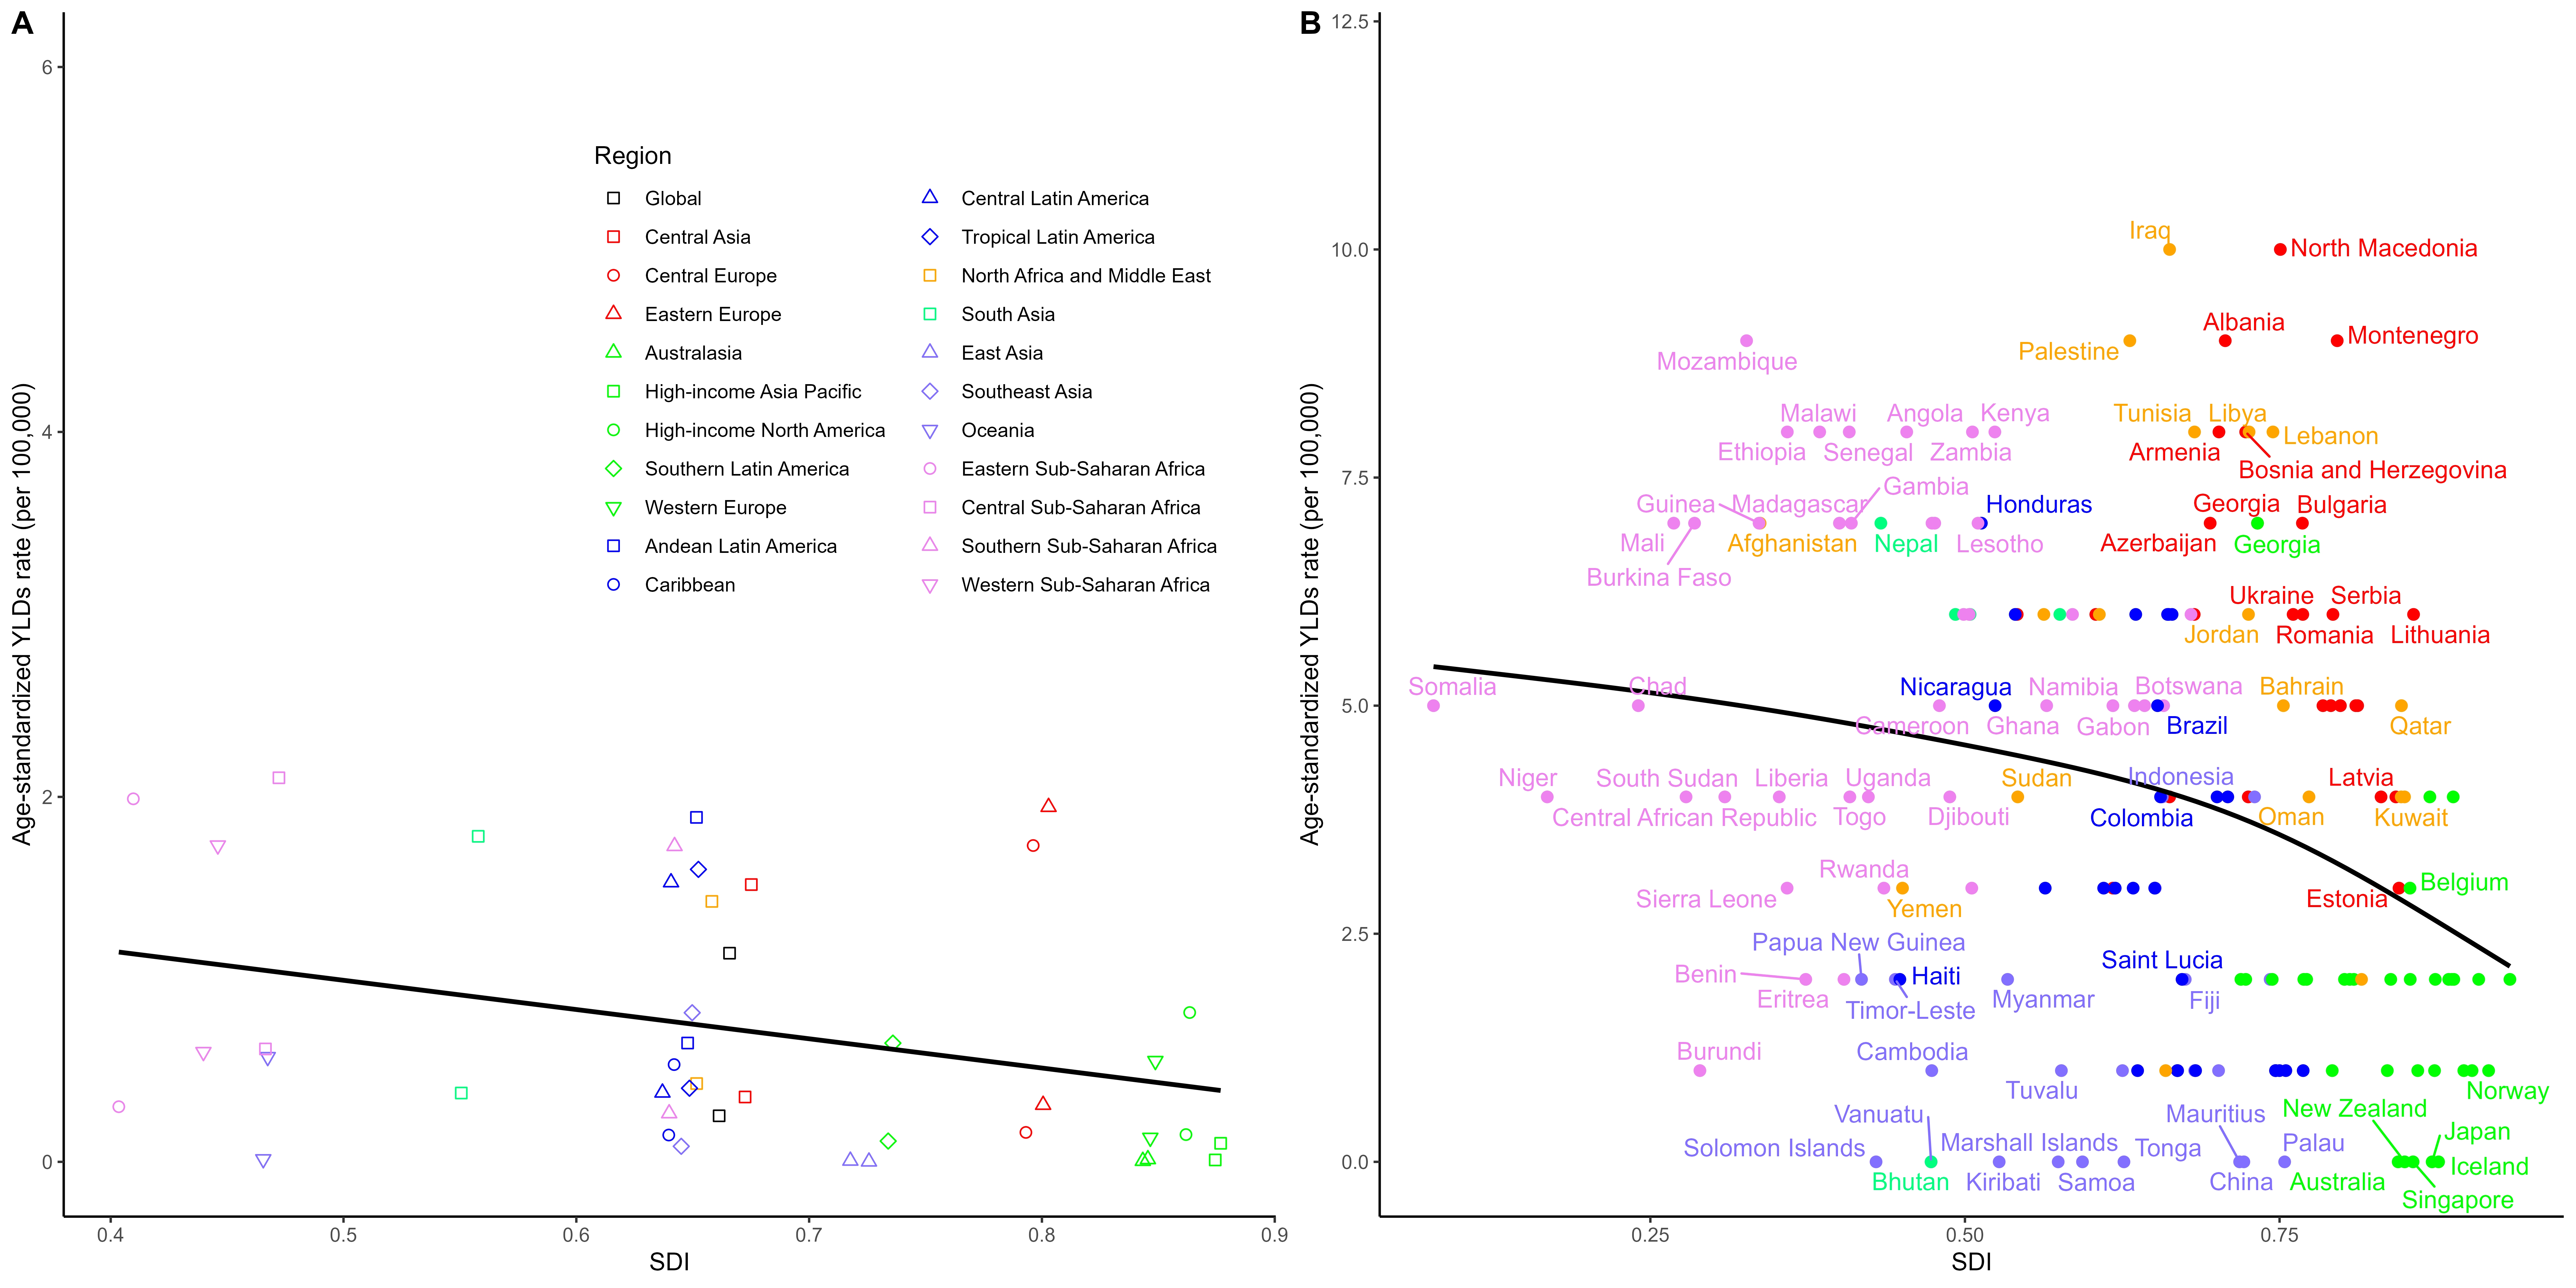 A
Age-standardized YLDs rate (per 100,000)
6
4
2
0
0.4
0.5
0.6
0.7
0.8
0.9
SDI
Region
Global
Central Asia
Central Europe
Eastern Europe
Australasia
High-income Asia Pacific
High-income North America
Southern Latin America
Western Europe
Andean Latin America
Caribbean
Central Latin America
Tropical Latin America
North Africa and Middle East
South Asia
East Asia
Southeast Asia
Oceania
Eastern Sub-Saharan Africa
Central Sub-Saharan Africa
Southern Sub-Saharan Africa
Western Sub-Saharan Africa
B
Age-standardized YLDs rate (per 100,000)
12.5
10.0
7.5
5.0
2.5
0.0
0.25
0.50
0.75
SDI
Iraq
North Macedonia
Albania
Montenegro
Palestine
Mozambique
Malawi
Angola
Kenya
Tunisia
Libya
Lebanon
Ethiopia
Senegal
Zambia
Armenia
Bosnia and Herzegovina
Gambia
Guinea
Madagascar
Honduras
Georgia
Bulgaria
Mali
Afghanistan
Nepal
Lesotho
Azerbaijan
Georgia
Burkina Faso
Ukraine
Serbia
Jordan
Romania
Lithuania
Somalia
Chad
Nicaragua
Namibia
Botswana
Bahrain
Cameroon
Ghana
Gabon
Brazil
Qatar
Niger
South Sudan
Liberia
Uganda
Sudan
Indonesia
Latvia
Central African Republic
Togo
Djibouti
Colombia
Oman
Kuwait
Rwanda
Belgium
Sierra Leone
Yemen
Estonia
Papua New Guinea
Saint Lucia
Benin
Haiti
Eritrea
Timor-Leste
Myanmar
Fiji
Burundi
Cambodia
Tuvalu
Norway
Vanuatu
Mauritius
New Zealand
Solomon Islands
Marshall Islands
Tonga
Palau
Japan
Iceland
Bhutan
Kiribati
Samoa
China
Australia
Singapore